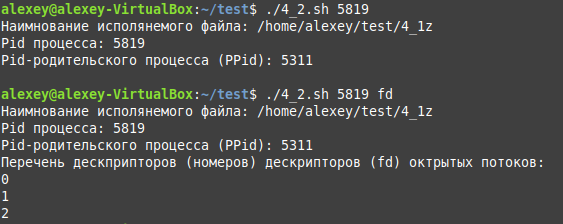 alexey@alexey-VirtualBox:~/test$ ./4_2.sh 5819
Наимнование исполянемого файла: /home/alexey/test/4_1z
Pid процесса: 5819
Pid-родительского процесса (PPid): 5311
alexey@alexey-VirtualBox:~/test$ ./4_2.sh 5819 fd
Наимнование исполянемого файла: /home/alexey/test/4_1z
Pid процесса: 5819
Pid-родительского процесса (PPid): 5311
Перечень дескприпторов (номеров) дескрипторов (fd) октрытых потоков:
0
1
2